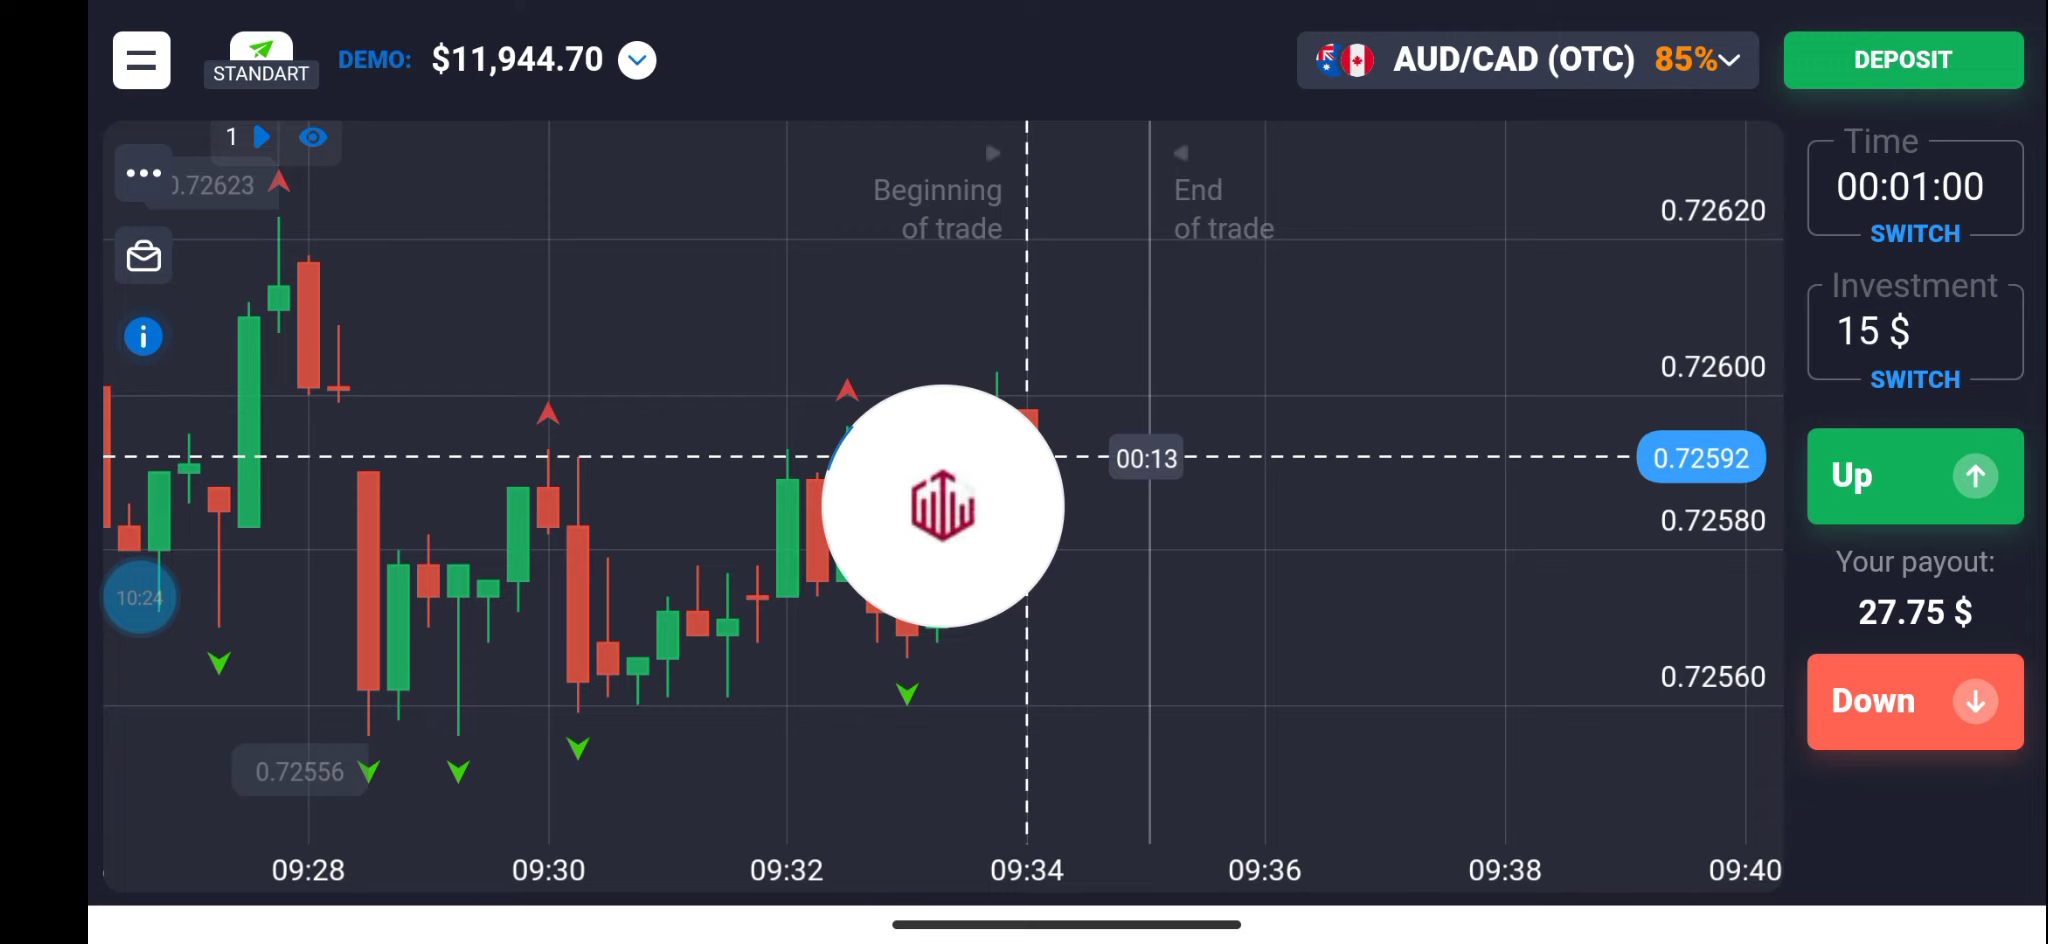 STANDART
DEMO: $11,944.70
AUD/CAD (OTC) 85%
DEPOSIT
1
0.72623
Beginning
of trade
End
of trade
0.72620
0.72600
0.72592
0.72580
0.72560
00:13
10:24
0.72556
09:28
09:30
09:32
09:34
09:36
09:38
09:40
Time
00:01:00
SWITCH
Investment
15 $
SWITCH
Up
Your payout:
27.75 $
Down